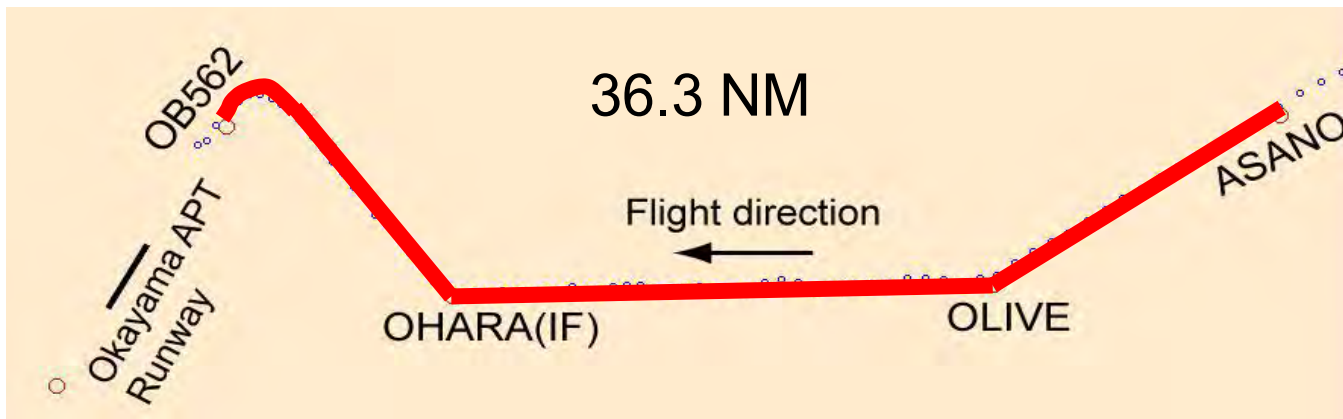 OB562
36.3 NM
ASANO
Flight direction
OLIVE
OHARA(IF)
Okayama APT
Runway